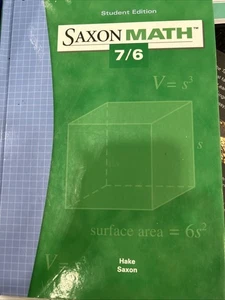 Student Edition
SAXON MATH™
7/6
V = s³
s
surface area = 6s²
V = s³
Hake
Saxon